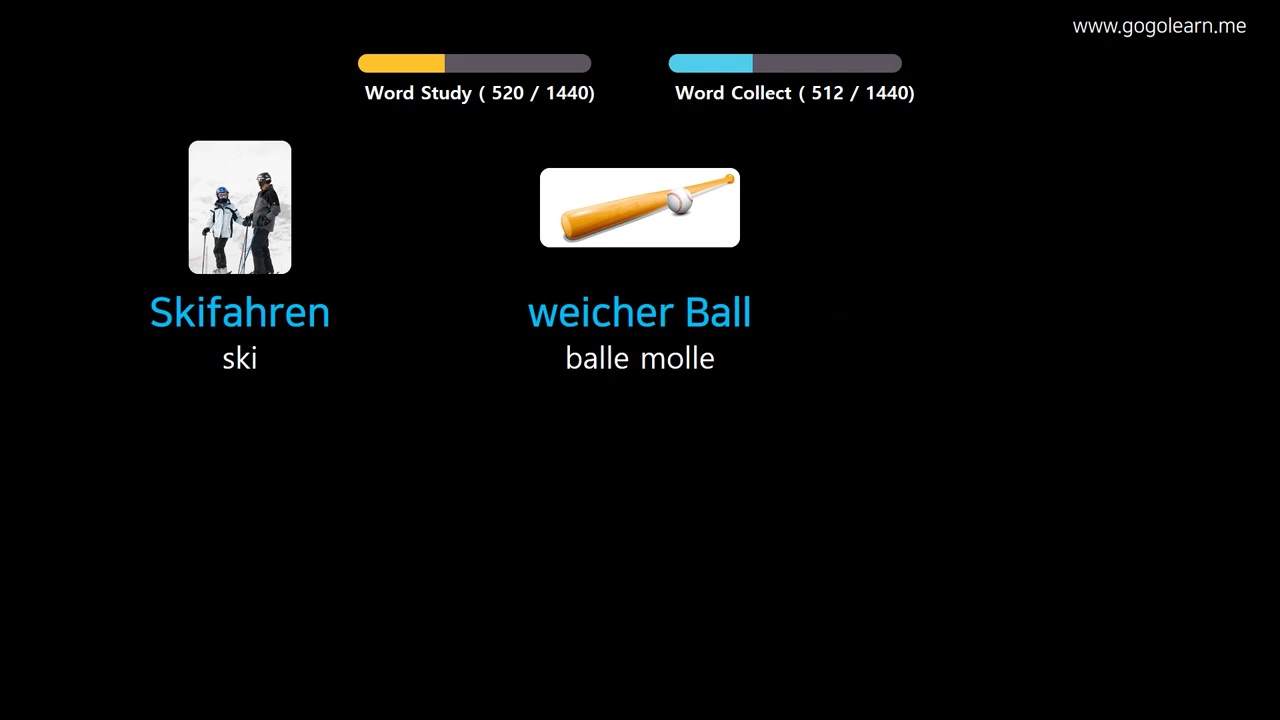 www.gogolearn.me
Word Study ( 520 / 1440)
Word Collect ( 512 / 1440)
Skifahren
ski
weicher Ball
balle molle